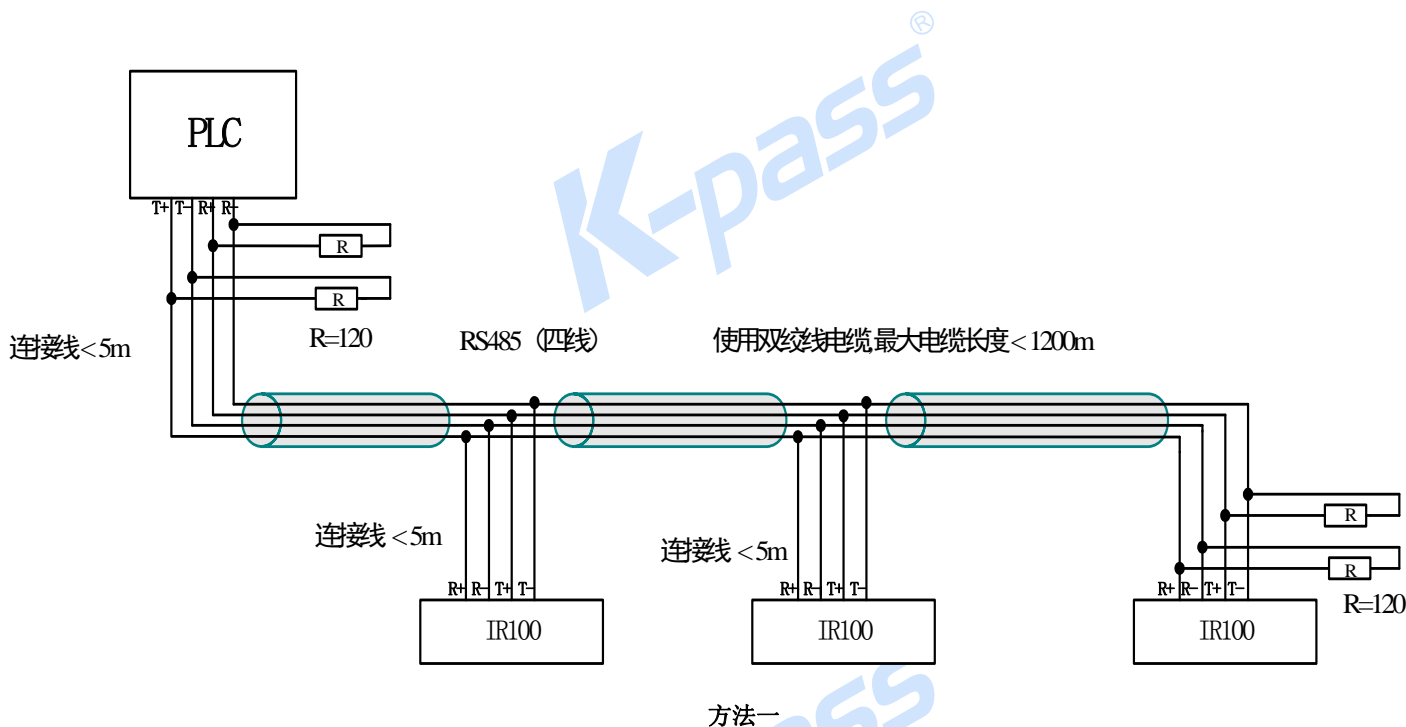 K-pass®
PLC
T+ T- R+ R-
R
R
连接线<5m
R=120
RS485 (四线)
使用双绞线电缆,最大电缆长度<1200m
连接线<5m
连接线<5m
R
R
R+ R- T+ T-
R+ R- T+ T-
R+ R- T+ T-
R=120
IR100
IR100
IR100
方法一